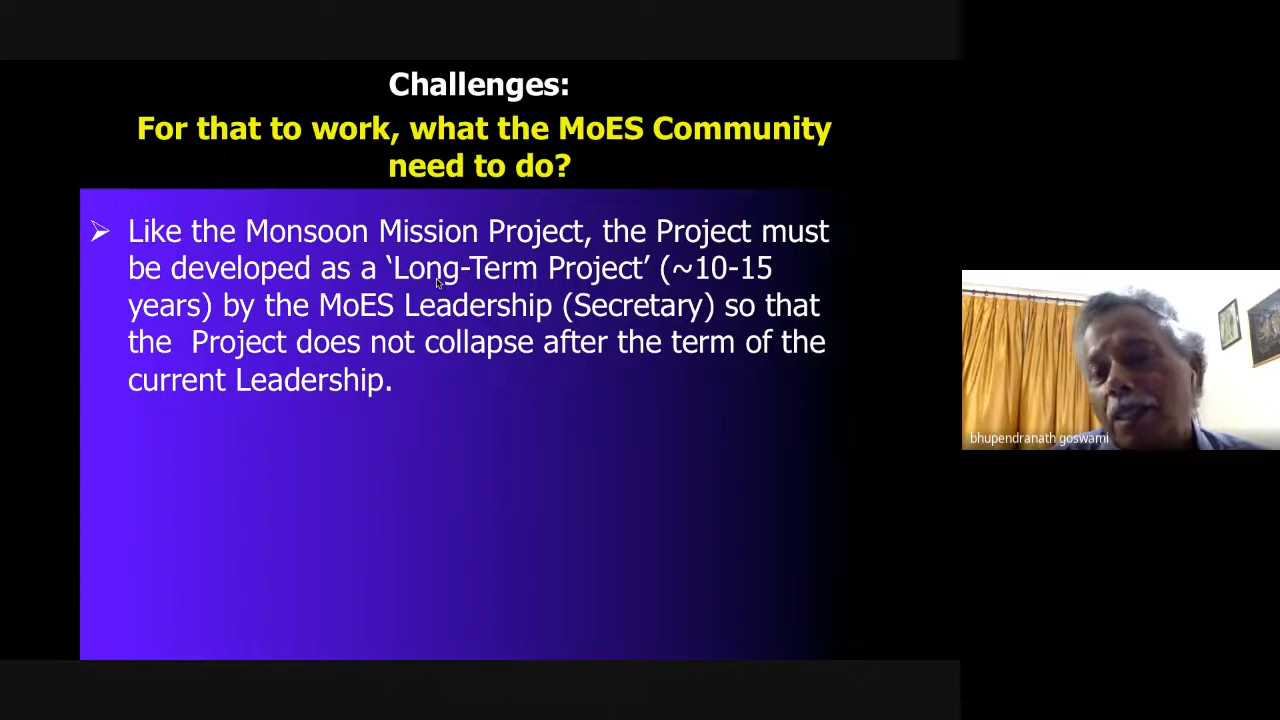 Challenges:
For that to work, what the MoES Community
need to do?
➢ Like the Monsoon Mission Project, the Project must
be developed as a ‘Long-Term Project’ (~10-15
years) by the MoES Leadership (Secretary) so that
the  Project does not collapse after the term of the
current Leadership.
bhupendranath goswami